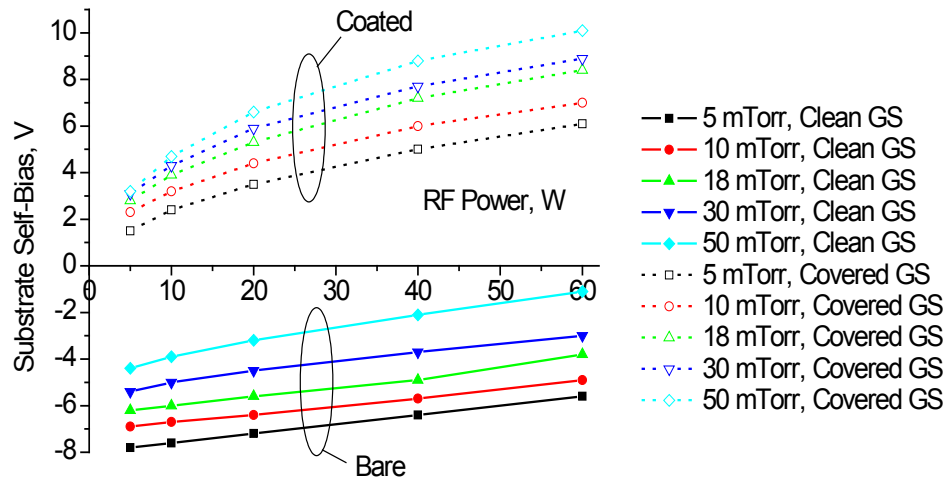 Coated
10
8
6
4
2
0
-2
-4
-6
-8
0
10
20
30
40
50
60
Substrate Self-Bias, V
RF Power, W
Bare
5 mTorr, Clean GS
10 mTorr, Clean GS
18 mTorr, Clean GS
30 mTorr, Clean GS
50 mTorr, Clean GS
5 mTorr, Covered GS
10 mTorr, Covered GS
18 mTorr, Covered GS
30 mTorr, Covered GS
50 mTorr, Covered GS